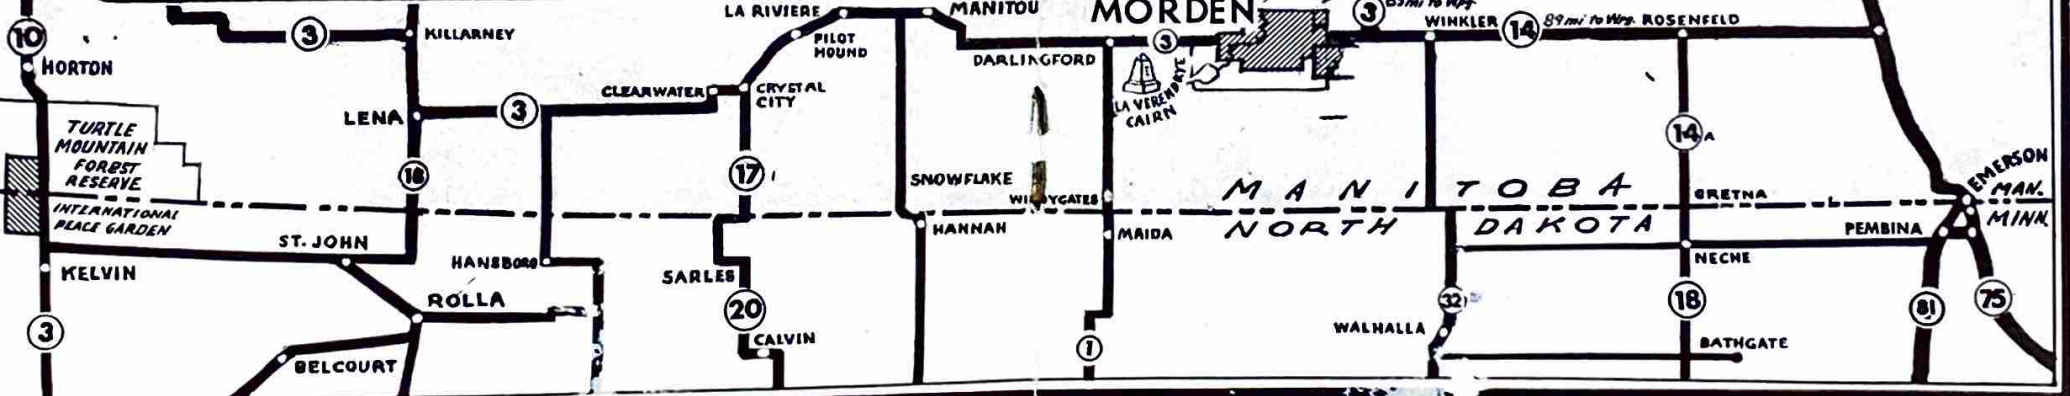 LA RIVIERE
MANITOU
MORDEN
3
WINKLER
14
89 mi to Wpg.
ROSENFELD
10
3
KILLARNEY
PILOT
MOUND
DARLINGFORD
3
HORTON
CLEARWATER
CRYSTAL
CITY
LA VERENDRYE
CAIRN
LENA
3
14A
TURTLE
MOUNTAIN
FOREST
RESERVE
18
17
SNOWFLAKE
WINDYGATES
MANITOBA
GRETNA
EMERSON
MAN.
MINN.
INTERNATIONAL
PEACE GARDEN
ST. JOHN
HANNAH
MAIDA
NORTH DAKOTA
PEMBINA
NECHE
KELVIN
HANSBORO
SARLES
ROLLA
20
32
18
81
75
3
CALVIN
1
WALHALLA
BATHGATE
BELCOURT